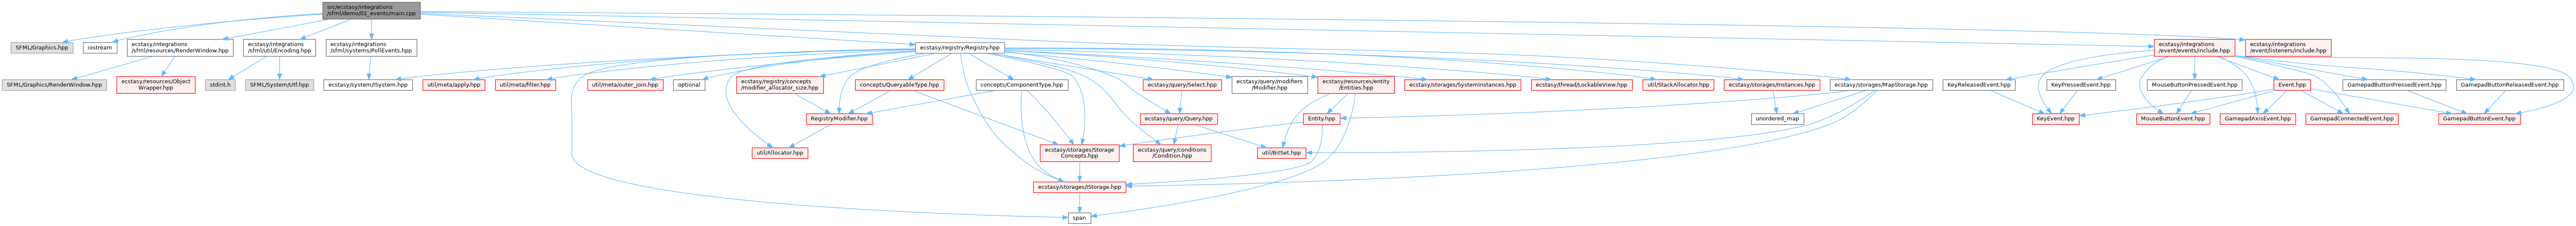 src/ecstasy/integrations
/sfml/demo/02_events/main.cpp
SFML/Graphics.hpp
iostream
ecstasy/integrations
/sfml/resources/RenderWindow.hpp
ecstasy/integrations
/sfml/util/Encoding.hpp
ecstasy/integrations
/sfml/systems/PollEvents.hpp
ecstasy/registry/Registry.hpp
ecstasy/integrations
/event/events/include.hpp
ecstasy/integrations
/event/listeners/include.hpp
SFML/Graphics/RenderWindow.hpp
ecstasy/resources/Object
Wrapper.hpp
stdint.h
SFML/System/Utf.hpp
ecstasy/system/ISystem.hpp
util/meta/apply.hpp
util/meta/filter.hpp
util/meta/outer_join.hpp
optional
ecstasy/registry/concepts
/modifier_allocator_size.hpp
concepts/QueryableType.hpp
concepts/ComponentType.hpp
ecstasy/query/Select.hpp
ecstasy/query/modifiers
/Modifier.hpp
ecstasy/resources/entity
/Entities.hpp
ecstasy/storages/SystemInstances.hpp
ecstasy/thread/LockableView.hpp
util/StackAllocator.hpp
ecstasy/storages/Instances.hpp
ecstasy/storages/MapStorage.hpp
KeyReleasedEvent.hpp
KeyPressedEvent.hpp
MouseButtonPressedEvent.hpp
Event.hpp
GamepadButtonPressedEvent.hpp
GamepadButtonReleasedEvent.hpp
RegistryModifier.hpp
ecstasy/query/Query.hpp
Entity.hpp
unordered_map
KeyEvent.hpp
MouseButtonEvent.hpp
GamepadAxisEvent.hpp
GamepadConnectedEvent.hpp
GamepadButtonEvent.hpp
util/Allocator.hpp
ecstasy/storages/Storage
Concepts.hpp
ecstasy/query/conditions
/Condition.hpp
util/BitSet.hpp
ecstasy/storages/IStorage.hpp
span